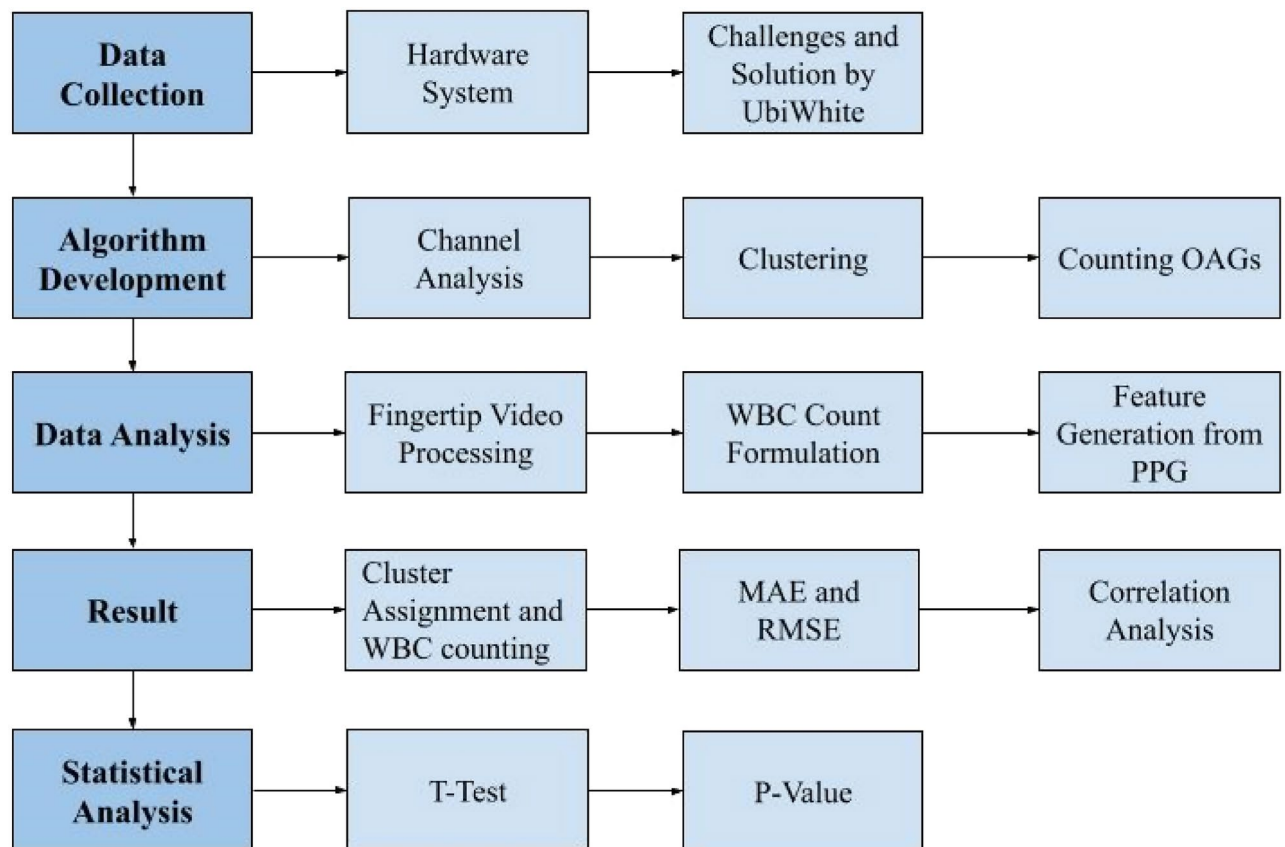 Data
Collection
Hardware
System
Challenges and
Solution by
UbiWhite
Algorithm
Development
Channel
Analysis
Clustering
Counting OAGs
Data Analysis
Fingertip Video
Processing
WBC Count
Formulation
Feature
Generation from
PPG
Result
Cluster
Assignment and
WBC counting
MAE and
RMSE
Correlation
Analysis
Statistical
Analysis
T-Test
P-Value